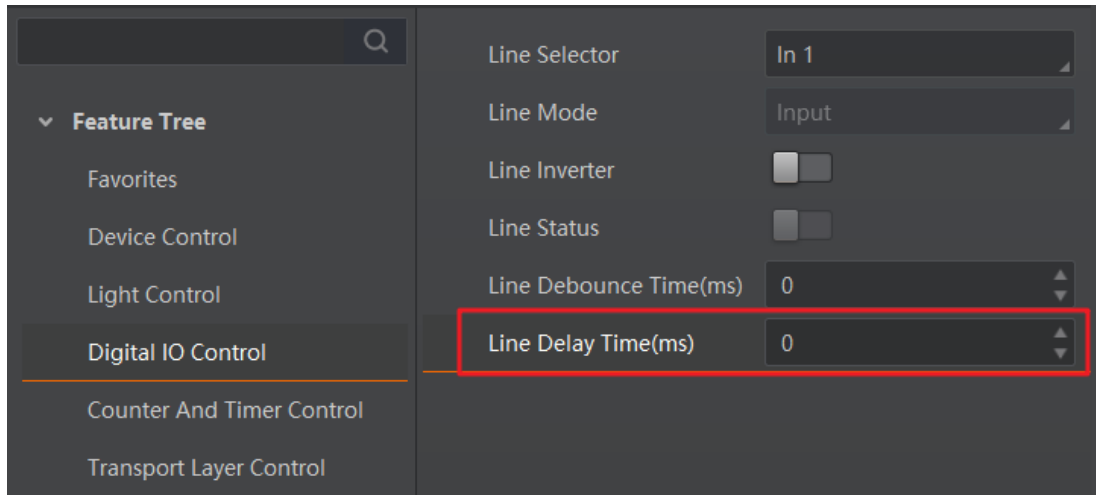 Feature Tree
Favorites
Device Control
Light Control
Digital IO Control
Counter And Timer Control
Transport Layer Control
Line Selector In 1
Line Mode Input
Line Inverter
Line Status
Line Debounce Time(ms) 0
Line Delay Time(ms) 0